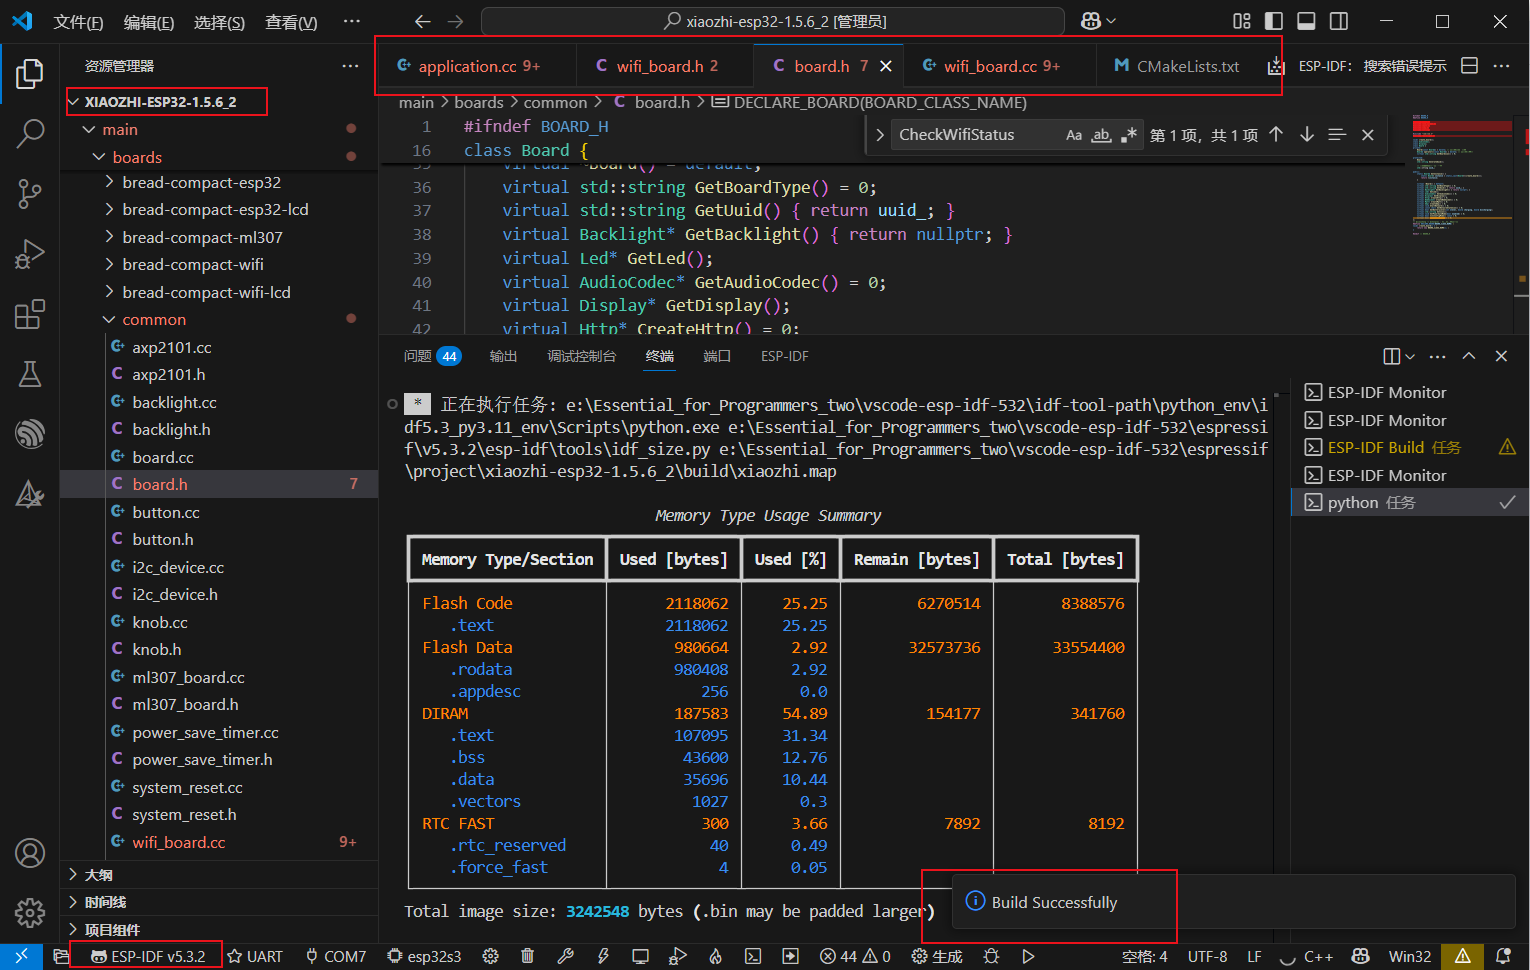 文件(F) 编辑(E) 选择(S) 查看(V) ··· xiaozhi-esp32-1.5.6_2 [管理员]
资源管理器 ···
application.cc 9+ wifi_board.h 2 board.h 7 wifi_board.cc 9+ CMakeLists.txt ESP-IDF: 搜索错误提示 ···
XIAOZHI-ESP32-1.5.6_2
main
boards
bread-compact-esp32
bread-compact-esp32-lcd
bread-compact-ml307
bread-compact-wifi
bread-compact-wifi-lcd
common
axp2101.cc
axp2101.h
backlight.cc
backlight.h
board.cc
board.h 7
button.cc
button.h
i2c_device.cc
i2c_device.h
knob.cc
knob.h
ml307_board.cc
ml307_board.h
power_save_timer.cc
power_save_timer.h
system_reset.cc
system_reset.h
wifi_board.cc 9+
大纲
时间线
项目组件
main > boards > common > C board.h > DECLARE_BOARD(BOARD_CLASS_NAME)
CheckWifiStatus Aa ab 第 1 项，共 1 项
1 #ifndef BOARD_H
16 class Board {
35 virtual ~Board() = default;
36 virtual std::string GetBoardType() = 0;
37 virtual std::string GetUuid() { return uuid_; }
38 virtual Backlight* GetBacklight() { return nullptr; }
39 virtual Led* GetLed();
40 virtual AudioCodec* GetAudioCodec() = 0;
41 virtual Display* GetDisplay();
42 virtual Http* CreateHttp() = 0;
问题 44 输出 调试控制台 终端 端口 ESP-IDF
* 正在执行任务: e:\Essential_for_Programmers_two\vscode-esp-idf-532\idf-tool-path\python_env\i
df5.3_py3.11_env\Scripts\python.exe e:\Essential_for_Programmers_two\vscode-esp-idf-532\espressi
f\v5.3.2\esp-idf\tools\idf_size.py e:\Essential_for_Programmers_two\vscode-esp-idf-532\espressif
\project\xiaozhi-esp32-1.5.6_2\build\xiaozhi.map
Memory Type Usage Summary
Memory Type/Section Used [bytes] Used [%] Remain [bytes] Total [bytes]
Flash Code 2118062 25.25 6270514 8388576
.text 2118062 25.25
Flash Data 980664 2.92 32573736 33554400
.rodata 980408 2.92
.appdesc 256 0.0
DIRAM 187583 54.89 154177 341760
.text 107095 31.34
.bss 43600 12.76
.data 35696 10.44
.vectors 1027 0.3
RTC FAST 300 3.66 7892 8192
.rtc_reserved 40 0.49
.force_fast 4 0.05
Total image size: 3242548 bytes (.bin may be padded larger)
ESP-IDF Monitor
ESP-IDF Monitor
ESP-IDF Build 任务
ESP-IDF Monitor
python 任务
Build Successfully
ESP-IDF v5.3.2 UART COM7 esp32s3 44 0 生成 空格: 4 UTF-8 LF C++ Win32